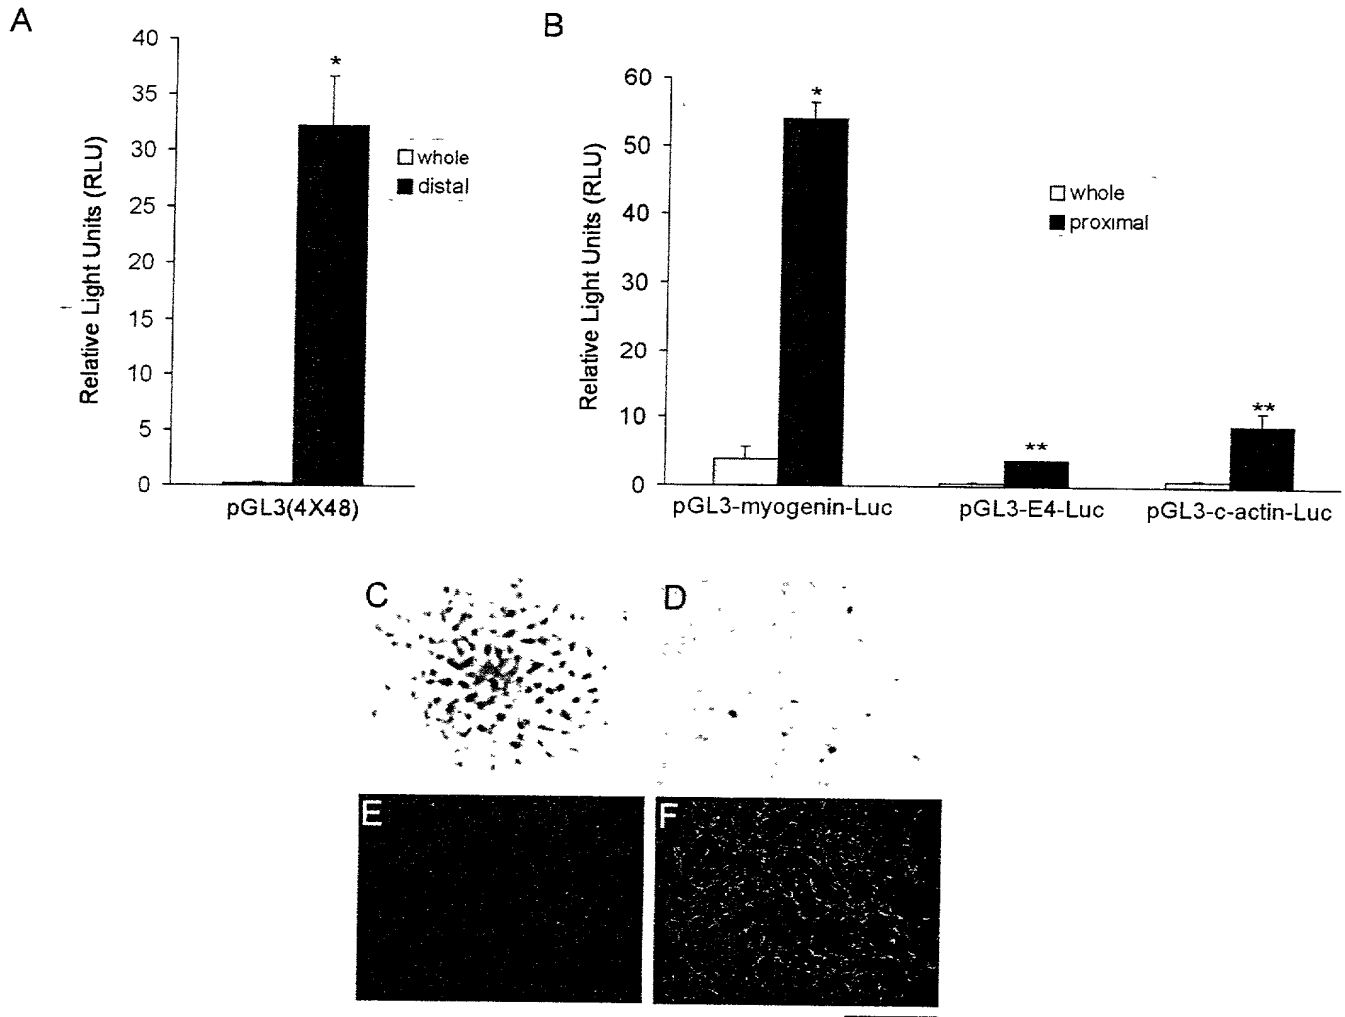 A
40
35
30
25
20
15
10
5
0
Relative Light Units (RLU)
*
whole
distal
pGL3(4X48)
B
60
50
40
30
20
10
0
Relative Light Units (RLU)
*
**
**
whole
proximal
pGL3-myogenin-Luc
pGL3-E4-Luc
pGL3-c-actin-Luc
C
D
E
F